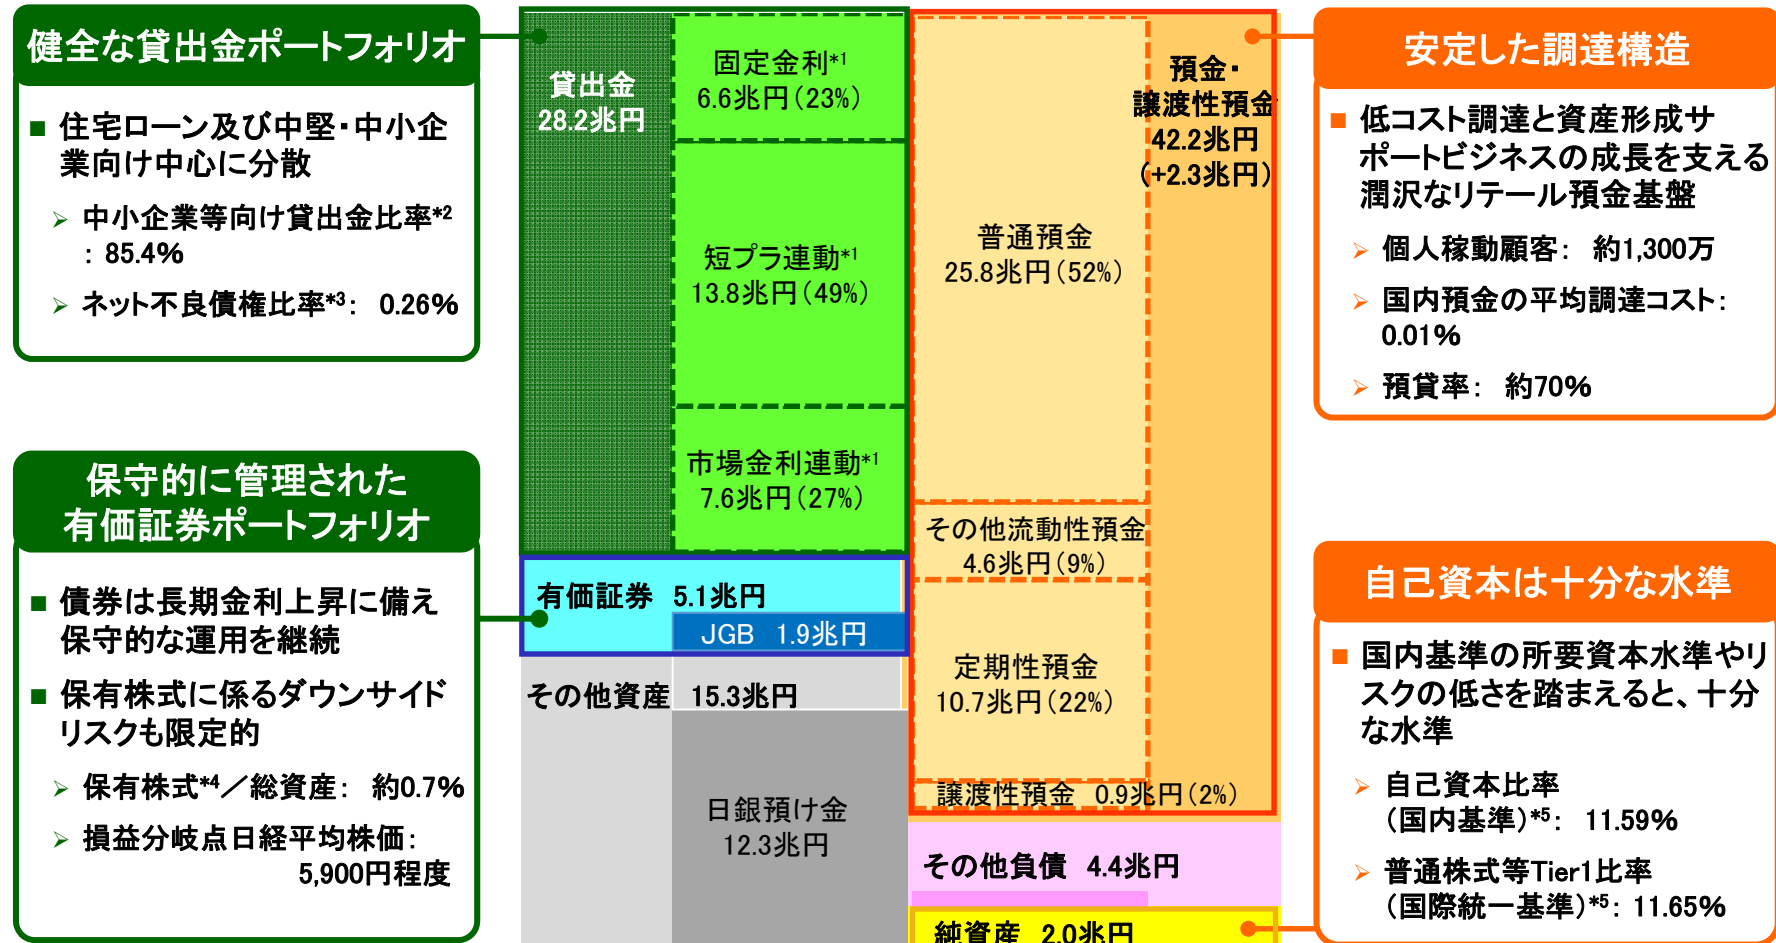 健全な貸出金ポートフォリオ
■ 住宅ローン及び中堅・中小企
業向け中心に分散
➢ 中小企業等向け貸出金比率*2
: 85.4%
➢ ネット不良債権比率*3: 0.26%
保守的に管理された
有価証券ポートフォリオ
■ 債券は長期金利上昇に備え
保守的な運用を継続
■ 保有株式に係るダウンサイド
リスクも限定的
➢ 保有株式*4／総資産: 約0.7%
➢ 損益分岐点日経平均株価:
5,900円程度
貸出金
28.2兆円
固定金利*1
6.6兆円(23%)
短プラ連動*1
13.8兆円(49%)
市場金利連動*1
7.6兆円(27%)
有価証券 5.1兆円
JGB 1.9兆円
その他資産 15.3兆円
日銀預け金
12.3兆円
預金・
譲渡性預金
42.2兆円
(+2.3兆円)
普通預金
25.8兆円(52%)
その他流動性預金
4.6兆円(9%)
定期性預金
10.7兆円(22%)
譲渡性預金 0.9兆円(2%)
その他負債 4.4兆円
純資産 2.0兆円
安定した調達構造
■ 低コスト調達と資産形成サ
ポートビジネスの成長を支える
潤沢なリテール預金基盤
➢ 個人稼動顧客: 約1,300万
➢ 国内預金の平均調達コスト:
0.01%
➢ 預貸率: 約70%
自己資本は十分な水準
■ 国内基準の所要資本水準やリ
スクの低さを踏まえると、十分
な水準
➢ 自己資本比率
(国内基準)*5: 11.59%
➢ 普通株式等Tier1比率
(国際統一基準)*5: 11.65%